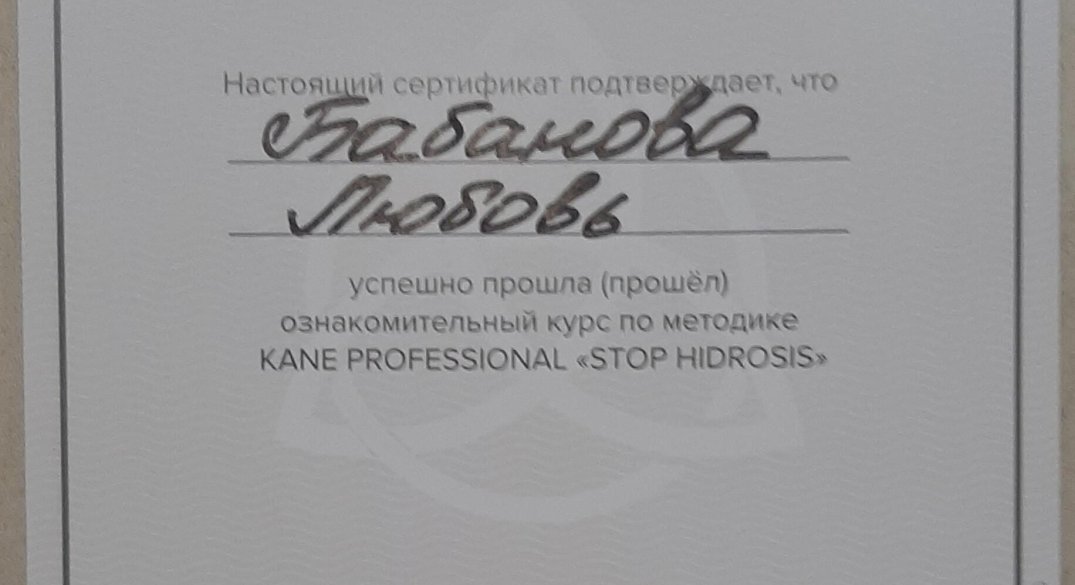 Настоящий сертификат подтверждает, что
Бабанова
Любовь
успешно прошла (прошёл)
ознакомительный курс по методике
KANE PROFESSIONAL «STOP HIDROSIS»